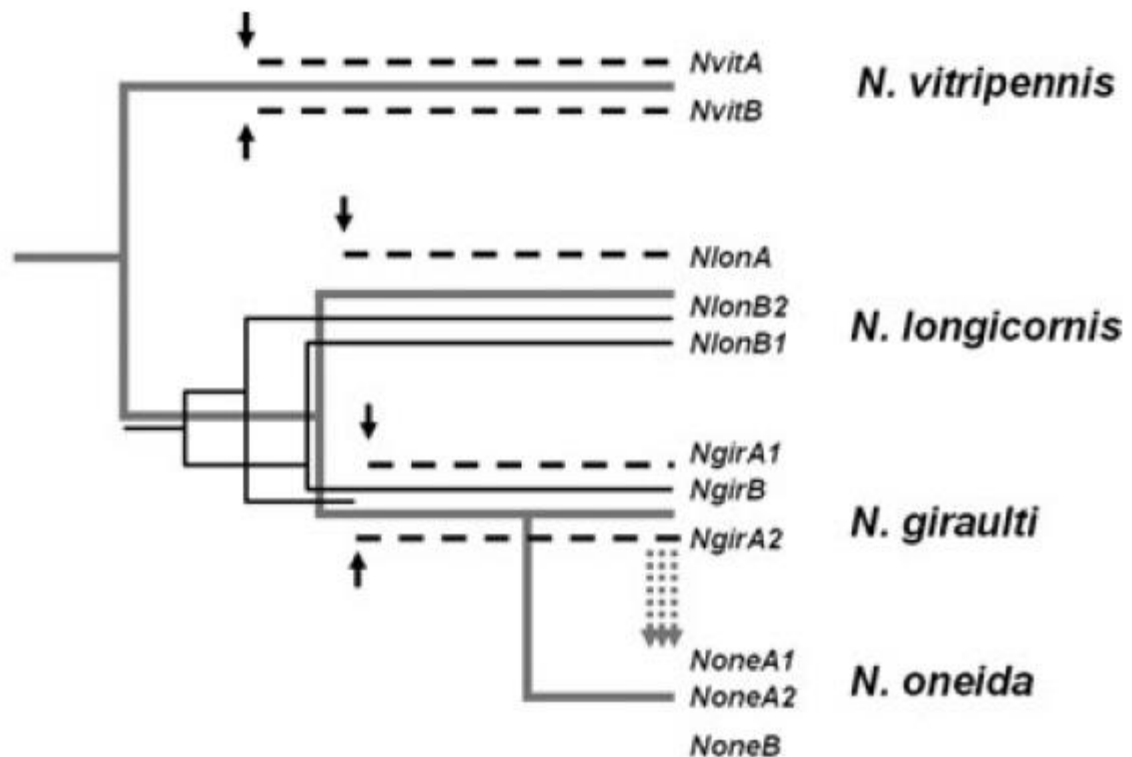 NvitA
N. vitripennis
NvitB
NlonA
NlonB2
N. longicornis
NlonB1
NgirA1
NgirB
N. giraulti
NgirA2
NoneA1
N. oneida
NoneA2
NoneB